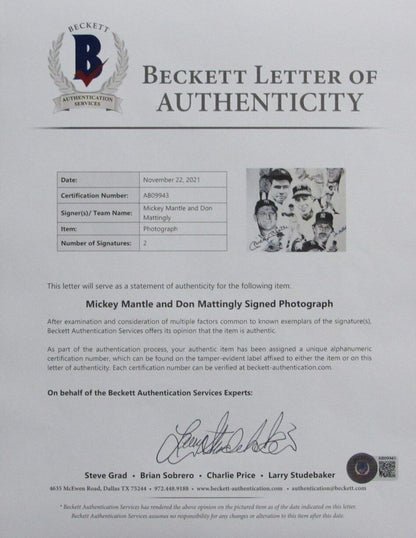 BECKETT
B
AUTHENTICATION
SERVICES
BECKETT LETTER OF
AUTHENTICITY
Date: November 22, 2021
Certification Number: AB09943
Signer(s)/ Team Name: Mickey Mantle and Don
Mattingly
Item: Photograph
Number of Signatures: 2
This letter will serve as a statement of authenticity for the following item.
Mickey Mantle and Don Mattingly Signed Photograph
After examination and consideration of multiple factors common to known exemplars of the signature(s),
Beckett Authentication Services offers its opinion that the item is authentic.
As part of the authentication process, your authentic item has been assigned a unique alphanumeric
certification number, which can be found on the tamper-evident label affixed to either the item or on this
letter of authenticity. Each certification number can be verified at beckett-authentication.com.
On behalf of the Beckett Authentication Services Experts:
Steve Grad • Brian Sobrero • Charlie Price • Larry Studebaker
4635 McEwen Road, Dallas TX 75244 • 972.448.9188 • www.beckett-authentication.com • authentication@beckett.com
* Beckett Authentication Services has rendered the above opinion on the pictured item as of the date indicated on this letter.
Beckett Authentication Services assumes no responsibility for any changes or alteration to this item after this date.